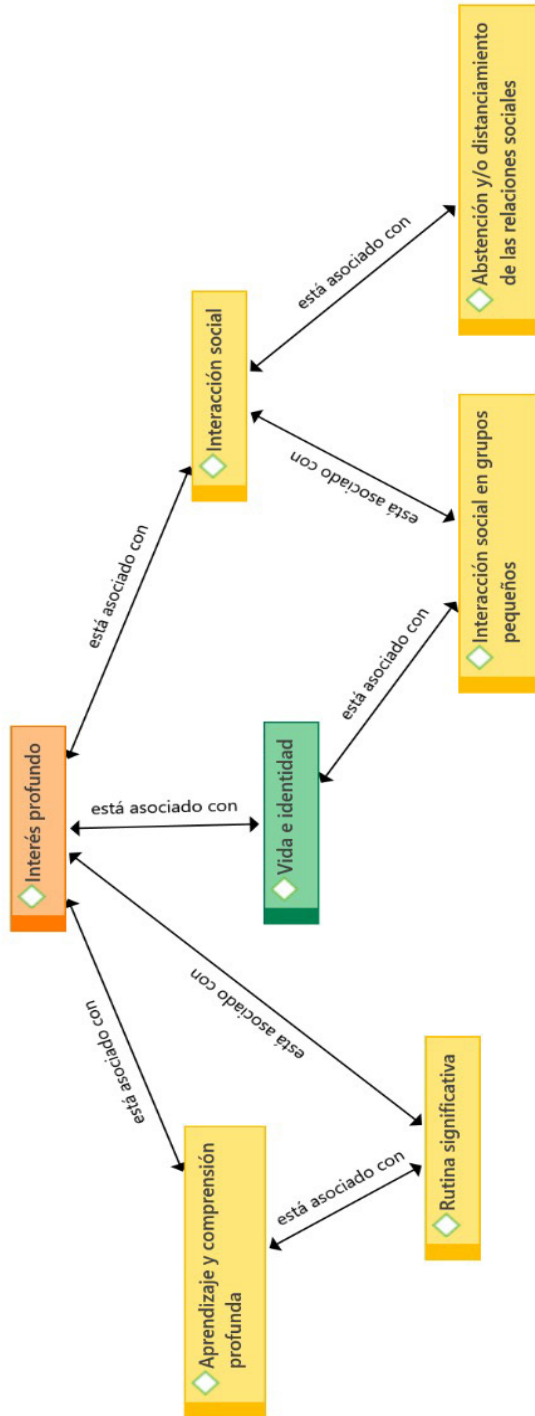 Interés profundo
está asociado con
está asociado con
está asociado con
está asociado con
Aprendizaje y comprensión
profunda
Vida e identidad
Interacción social
está asociado con
está asociado con
está asociado con
está asociado con
Rutina significativa
Interacción social en grupos
pequeños
Abstención y/o distanciamiento
de las relaciones sociales